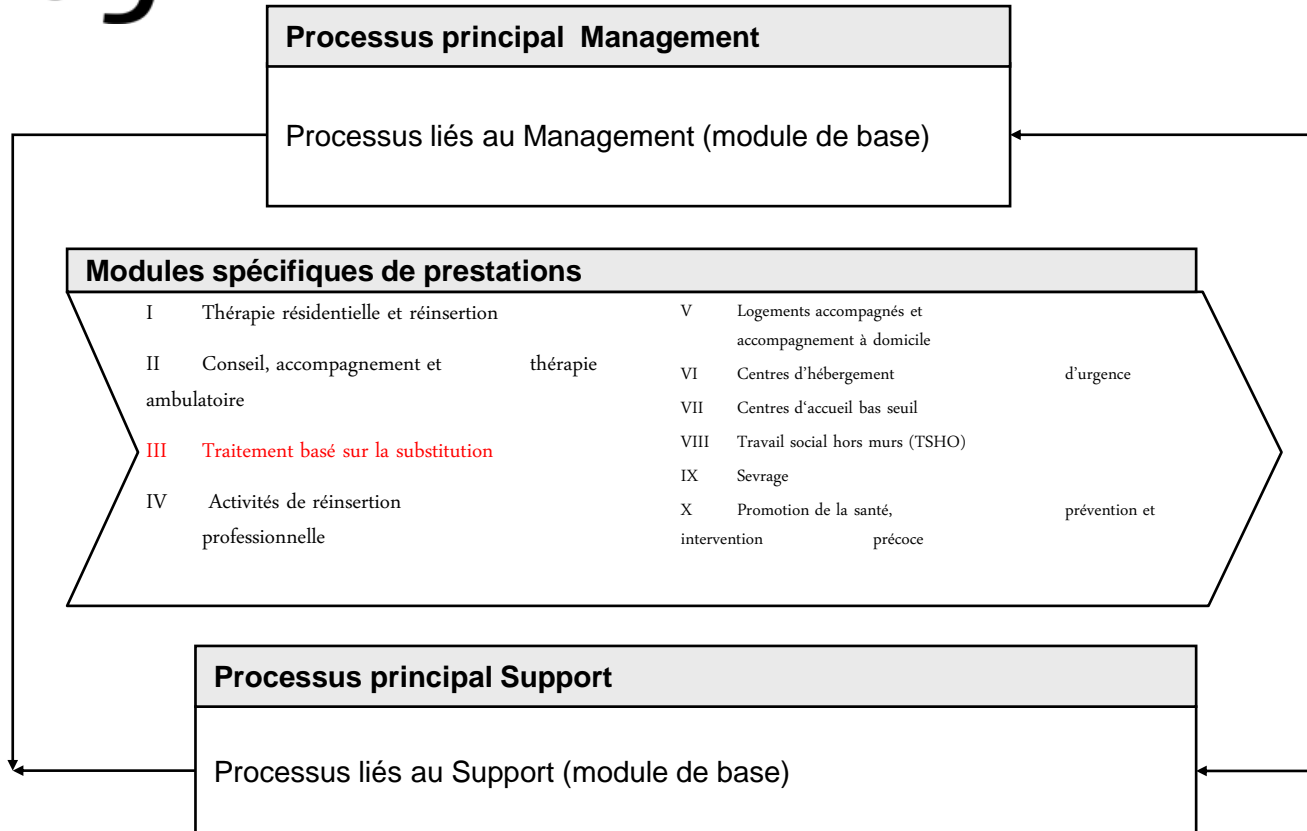 Processus principal Management
Processus liés au Management (module de base)
Modules spécifiques de prestations
I Thérapie résidentielle et réinsertion
II Conseil, accompagnement et thérapie
ambulatoire
III Traitement basé sur la substitution
IV Activités de réinsertion
professionnelle
V Logements accompagnés et
accompagnement à domicile
VI Centres d’hébergement d’urgence
VII Centres d‘accueil bas seuil
VIII Travail social hors murs (TSHO)
IX Sevrage
X Promotion de la santé, prévention et
intervention précoce
Processus principal Support
Processus liés au Support (module de base)